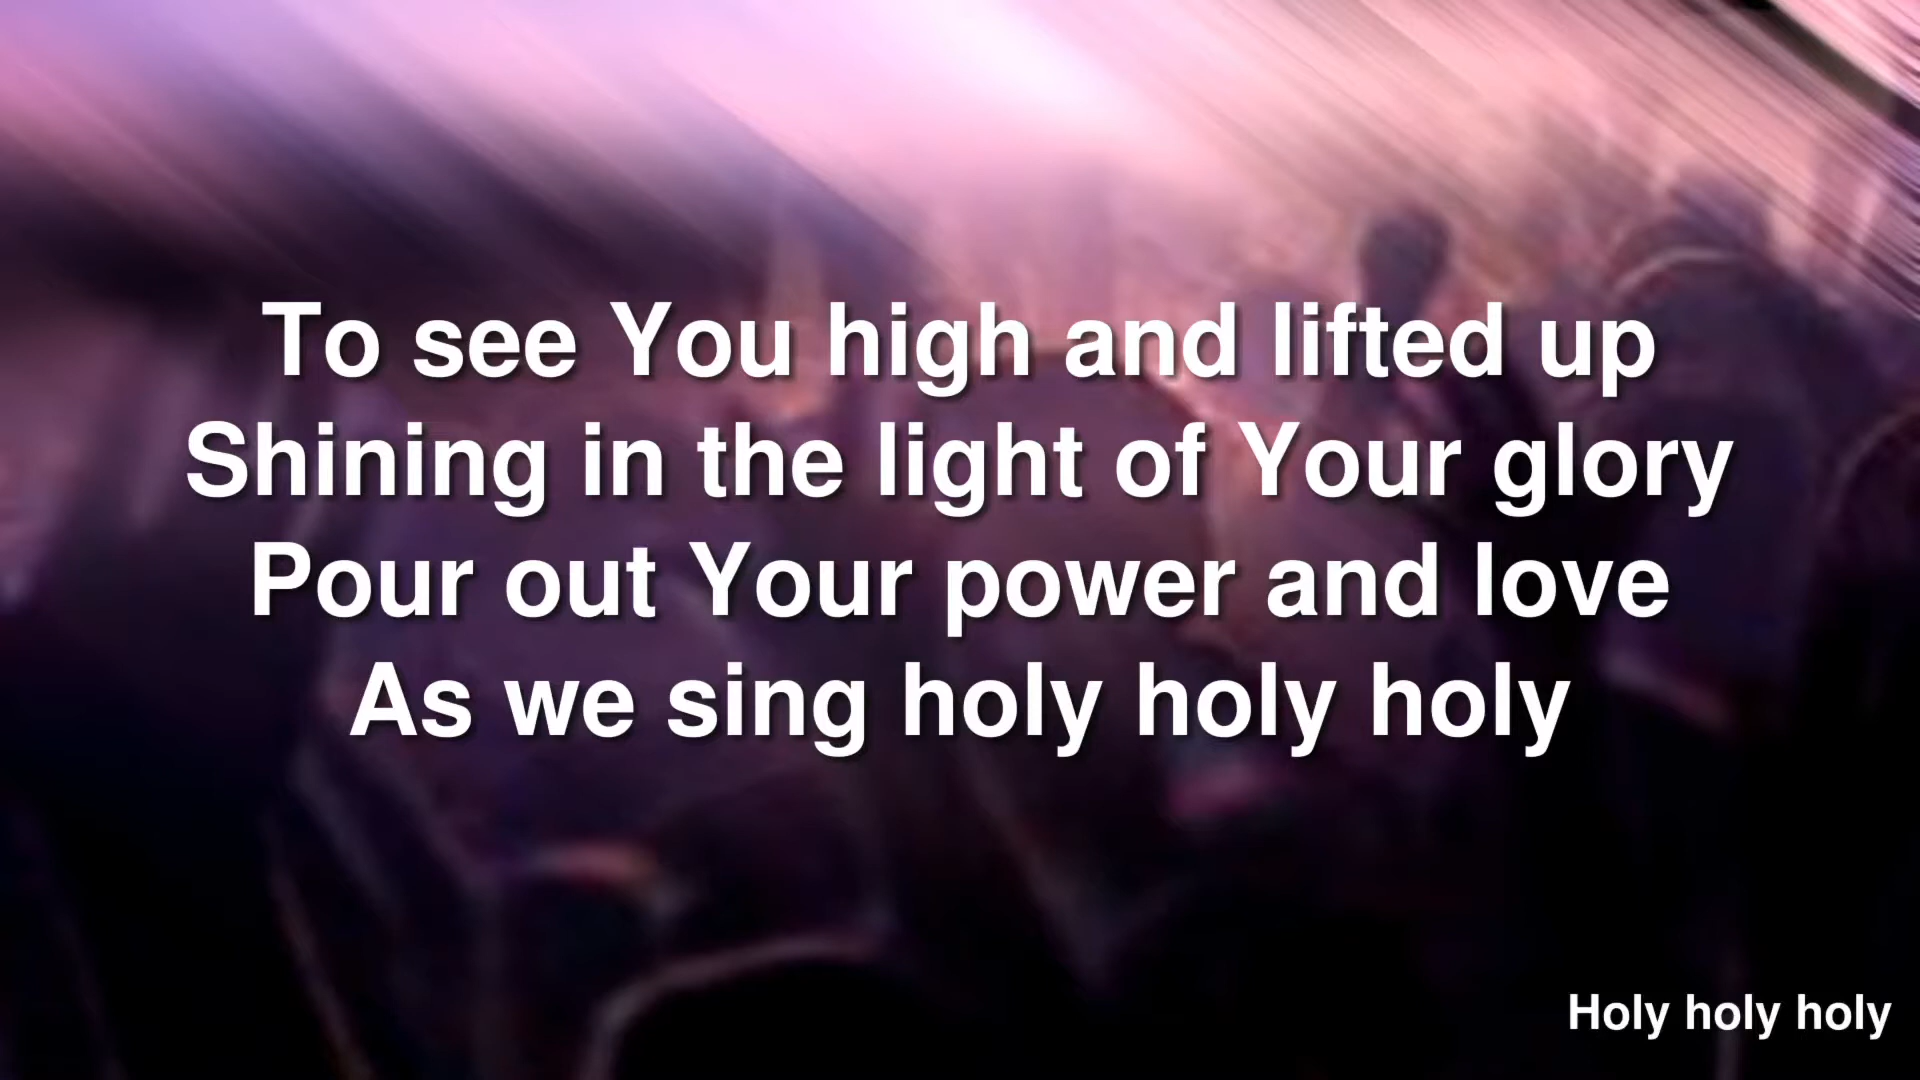 To see You high and lifted up
Shining in the light of Your glory
Pour out Your power and love
As we sing holy holy holy
Holy holy holy